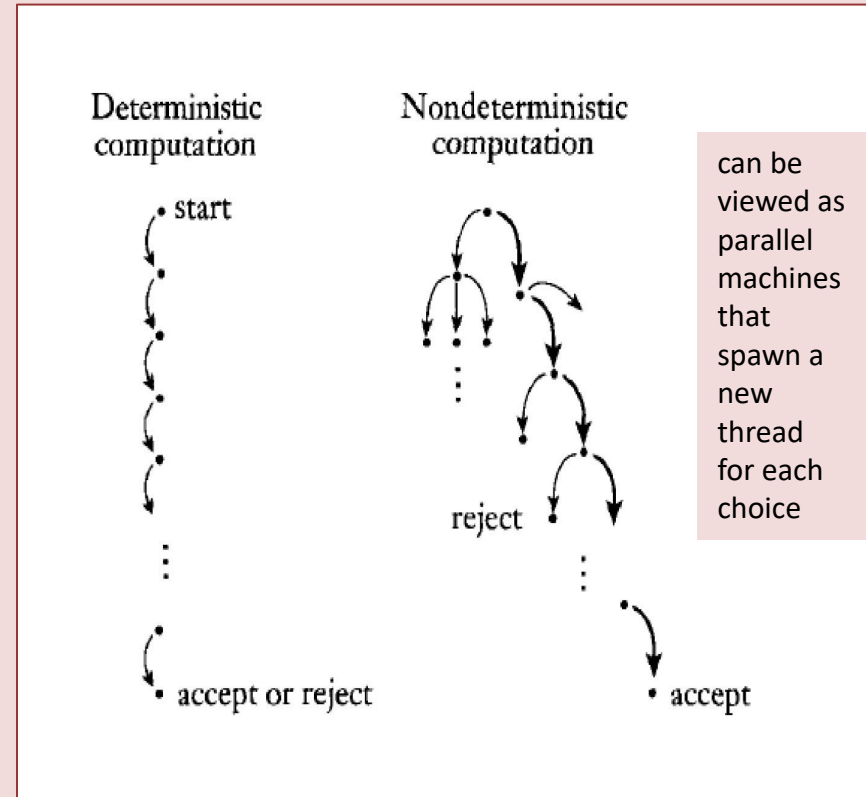 Deterministic
computation
start
⋮
accept or reject
Nondeterministic
computation
⋮
reject
⋮
accept
can be
viewed as
parallel
machines
that
spawn a
new
thread
for each
choice